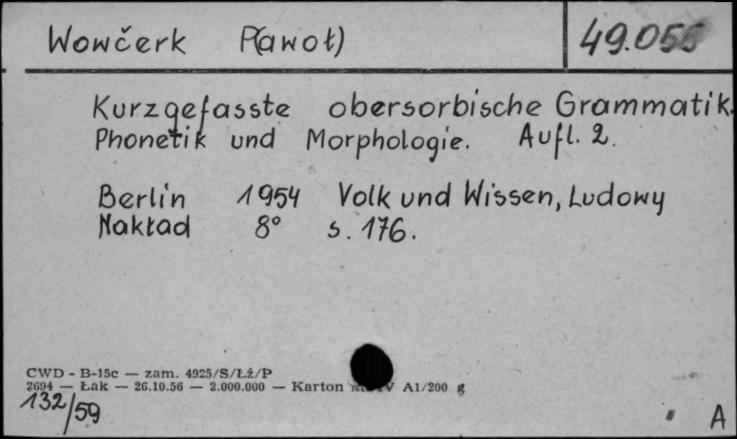 Wowčerk P(awoł) 49.055
Kurzgefasste obersorbische Grammatik.
Phonetik und Morphologie. Aufl. 2.
Berlin 1954 Volk und Wissen, Ludowy
Nakład 8° s. 176.
CWD - B-15c — zam. 4925/S/Łź/P
2694 — Łak — 26.10.56 — 2.000.000 — Karton A1/200 g
132/59
A